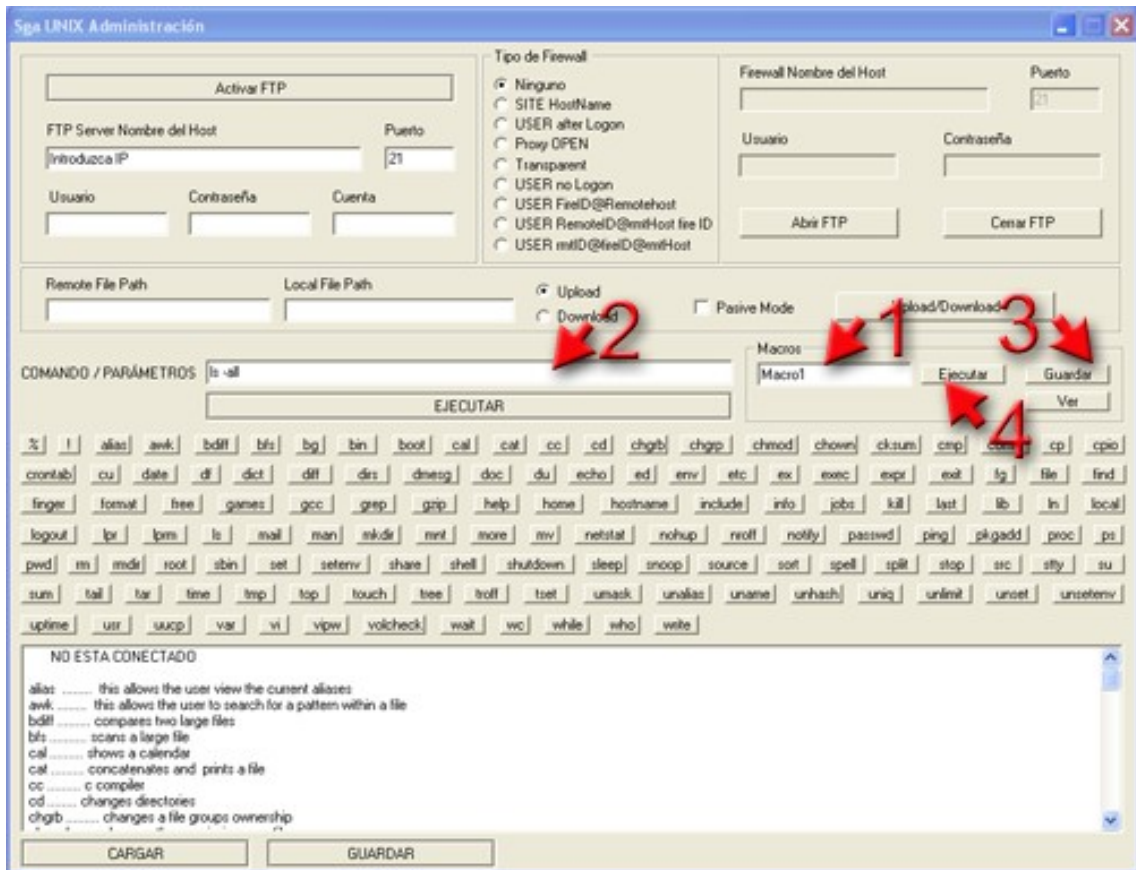 Sga UNIX Administración
Activar FTP
FTP Server Nombre del Host
Puerto
Introduzca IP
21
Usuario
Contraseña
Cuenta
Tipo de Firewall
Ninguno
SITE HostName
USER after Logon
Proxy OPEN
Transparent
USER no Logon
USER FireID@Remotehost
USER RemoteID@rmtHost fire ID
USER rmtID@fireID@rmtHost
Firewall Nombre del Host
Puerto
21
Usuario
Contraseña
Abrir FTP
Cerrar FTP
Remote File Path
Local File Path
Upload
Download
Pasive Mode
Upload/Download
2
1
3
4
COMANDO / PARÁMETROS
ls -all
EJECUTAR
Macros
Macro1
Ejecutar
Guardar
Ver
% ! alias awk bdiff bfs bg bin boot cal cat cc cd chgrb chgrp chmod chown cksum cmp cp cpio
crontab cu date df dict diff dirs dmesg doc du echo ed env etc ex exec expr exit fg file find
finger format free games gcc grep gzip help home hostname include info jobs kill last lib ln local
logout lpr lprm ls mail man mkdir mnt more mv netstat nohup nroff notify passwd ping pkgadd proc ps
pwd rm rmdir root sbin set setenv share shell shutdown sleep snoop source sort spell split stop src stty su
sum tail tar time tmp top touch tree troff tset umask unalias uname unhash uniq unlimit unset unsetenv
uptime usr uucp var vi vipw volcheck wait wc while who write
NO ESTA CONECTADO
alias ......... this allows the user view the current aliases
awk ......... this allows the user to search for a pattern within a file
bdiff ......... compares two large files
bfs ......... scans a large file
cal ......... shows a calendar
cat ......... concatenates and prints a file
cc ......... c compiler
cd ......... changes directories
chgrb ......... changes a file groups ownership
CARGAR
GUARDAR